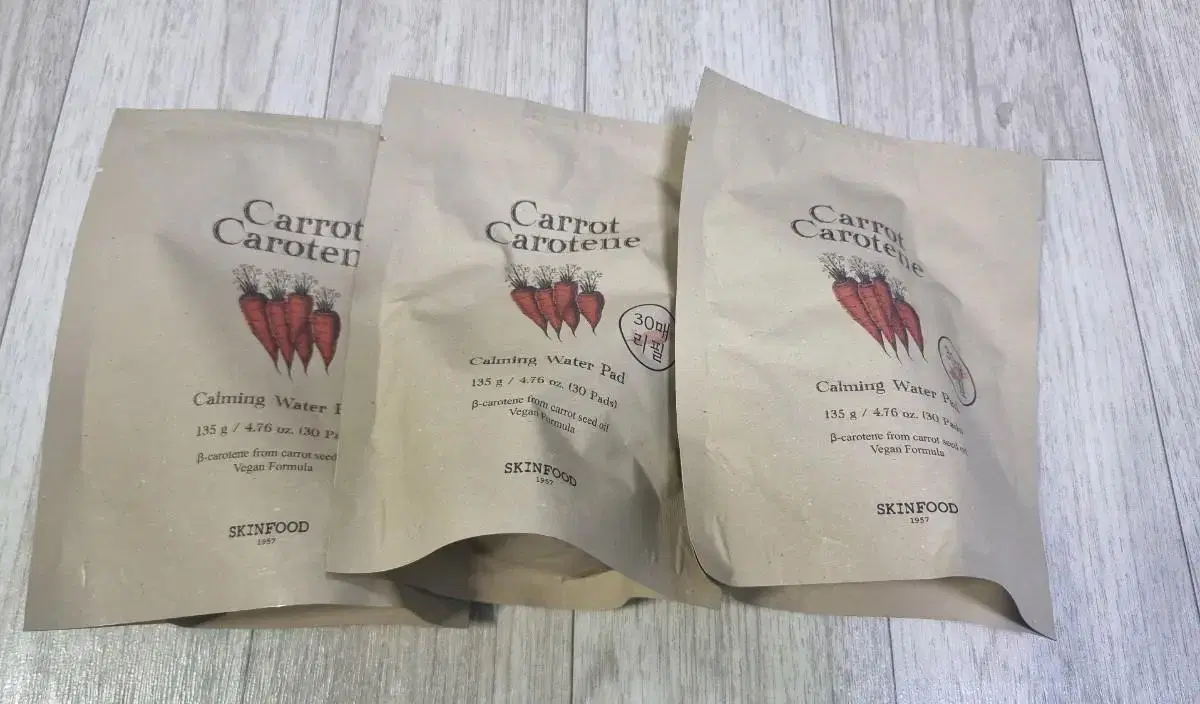 Carrot
Caroten
Calming Water
135 g / 4.76 oz. (30 Pa
β-carotene from carrot seed
Vegan Formula
SKINFOOD
1957
Carrot
Carotene
30매
리필
Calming Water Pad
135 g / 4.76 oz. (30 Pads)
β-carotene from carrot seed oil
Vegan Formula
SKINFOOD
1957
Carrot
Carotene
Calming Water Pad
135 g / 4.76 oz. (30 Pads)
β-carotene from carrot seed oil
Vegan Formula
SKINFOOD
1957